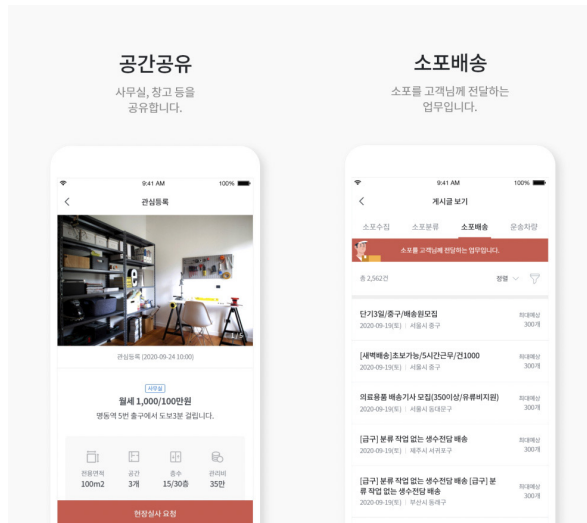 공간공유
사무실, 창고 등을
공유합니다.
9:41 AM
100%
관심등록
1/5
관심등록 (2020-09-24 10:00)
사무실
월세 1,000/100만원
명동역 5번 출구에서 도보3분 걸립니다.
전용면적
공간
층수
관리비
100m2
3개
15/30층
35만
현장실사 요청
소포배송
소포를 고객님께 전달하는
업무입니다.
9:41 AM
100%
게시글 보기
소포수집
소포분류
소포배송
운송차량
소포를 고객님께 전달하는 업무입니다.
총 2,562건
정렬
단기3일/중구/배송원모집
2020-09-19(토) | 서울시 중구
최대예상
300개
[새벽배송]초보가능/5시간근무/건1000
2020-09-19(토) | 서울시 중구
최대예상
300개
의료용품 배송기사 모집(350이상/유류비지원)
2020-09-19(토) | 서울시 동대문구
최대예상
300개
[급구] 분류 작업 없는 생수전담 배송
2020-09-19(토) | 제주시 서귀포구
최대예상
300개
[급구] 분류 작업 없는 생수전담 배송 [급구] 분
류 작업 없는 생수전담 배송
2020-09-19(토) | 부산시 동래구
최대예상
300개